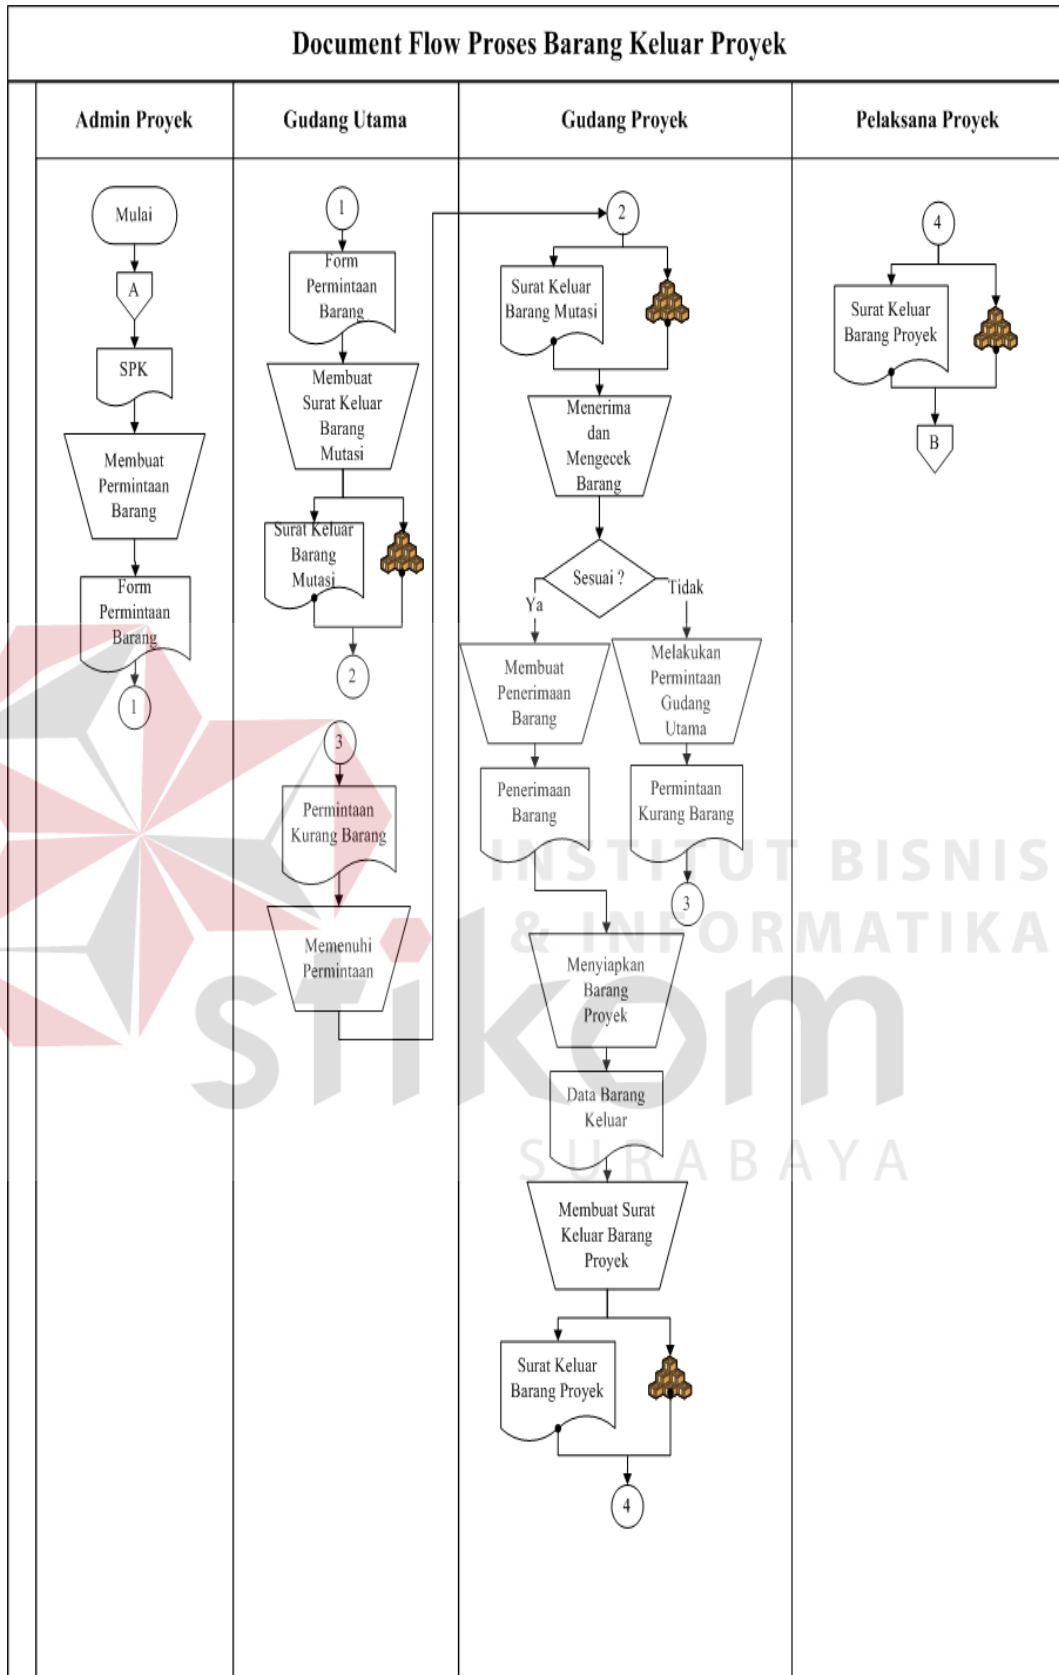 Document Flow Proses Barang Keluar Proyek
Admin Proyek
Gudang Utama
Gudang Proyek
Pelaksana Proyek
Mulai
A
SPK
Membuat
Permintaan
Barang
Form
Permintaan
Barang
1
1
Form
Permintaan
Barang
Membuat
Surat Keluar
Barang
Mutasi
Surat Keluar
Barang
Mutasi
2
3
Permintaan
Kurang Barang
Memenuhi
Permintaan
2
Surat Keluar
Barang Mutasi
Menerima
dan
Mengecek
Barang
Sesuai ?
Ya
Tidak
Membuat
Penerimaan
Barang
Melakukan
Permintaan
Gudang
Utama
Penerimaan
Barang
Permintaan
Kurang Barang
3
Menyiapkan
Barang
Proyek
Data Barang
Keluar
Membuat Surat
Keluar Barang
Proyek
Surat Keluar
Barang Proyek
4
4
Surat Keluar
Barang Proyek
B
INSTITUT BISNIS
& INFORMATIKA
stikom
SURABAYA